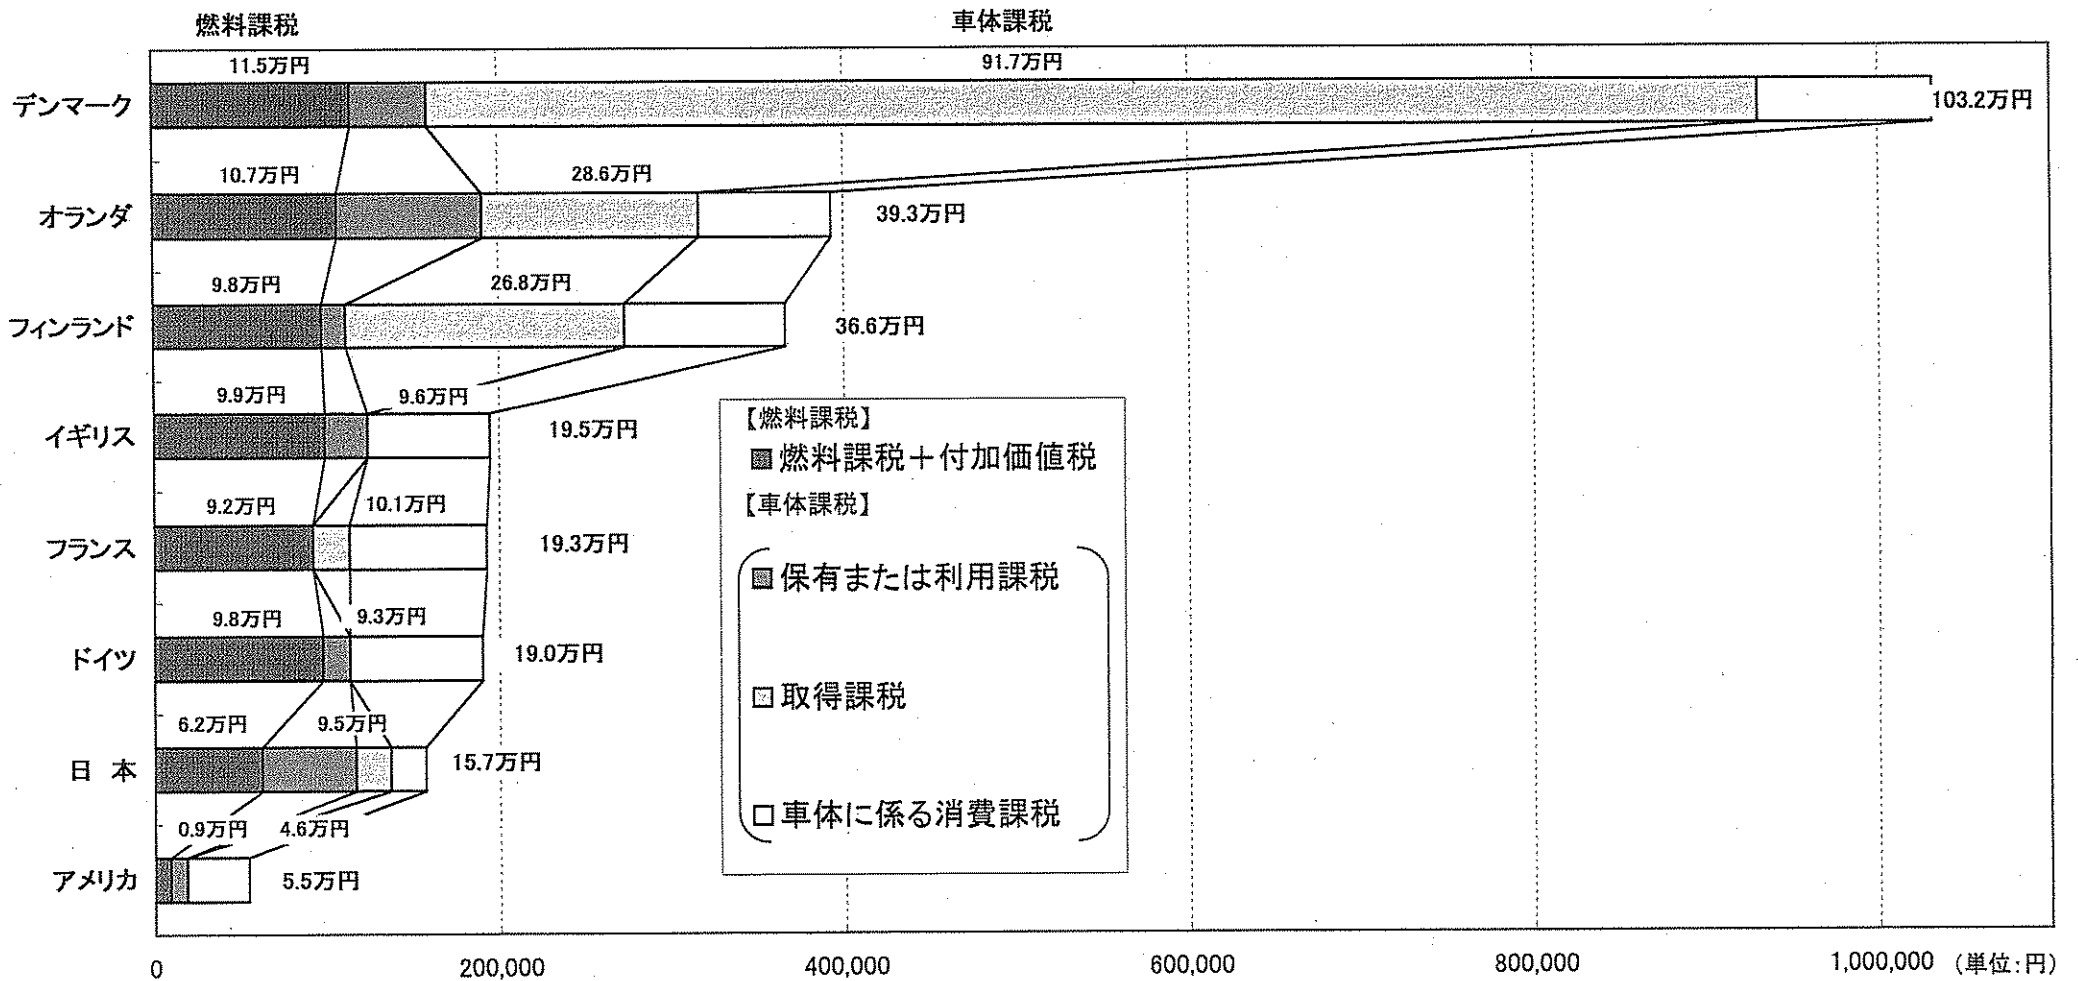 燃料課税
車体課税
11.5万円
91.7万円
デンマーク
103.2万円
10.7万円
28.6万円
オランダ
39.3万円
9.8万円
26.8万円
フィンランド
36.6万円
9.9万円
9.6万円
イギリス
19.5万円
9.2万円
10.1万円
フランス
19.3万円
9.8万円
9.3万円
ドイツ
19.0万円
6.2万円
9.5万円
日 本
15.7万円
0.9万円
4.6万円
アメリカ
5.5万円
【燃料課税】
燃料課税+付加価値税
【車体課税】
保有または利用課税
取得課税
車体に係る消費課税
0
200,000
400,000
600,000
800,000
1,000,000
(単位:円)